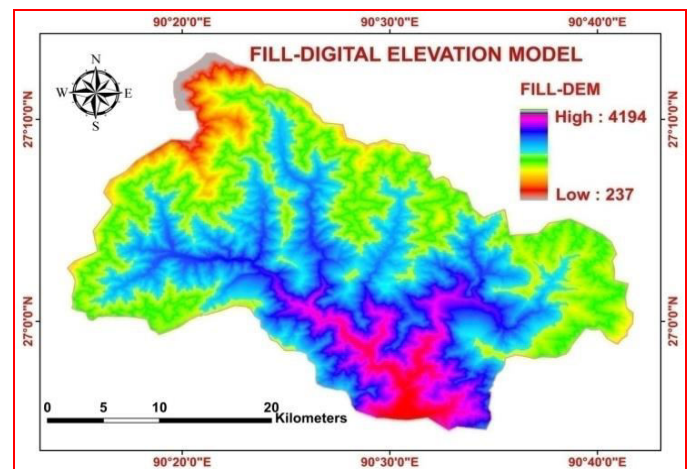 90°20'0"E 90°30'0"E 90°40'0"E
FILL-DIGITAL ELEVATION MODEL
N
W E
S
FILL-DEM
High : 4194
Low : 237
27°10'0"N 27°10'0"N
27°0'0"N 27°0'0"N
0 5 10 20
Kilometers
90°20'0"E 90°30'0"E 90°40'0"E